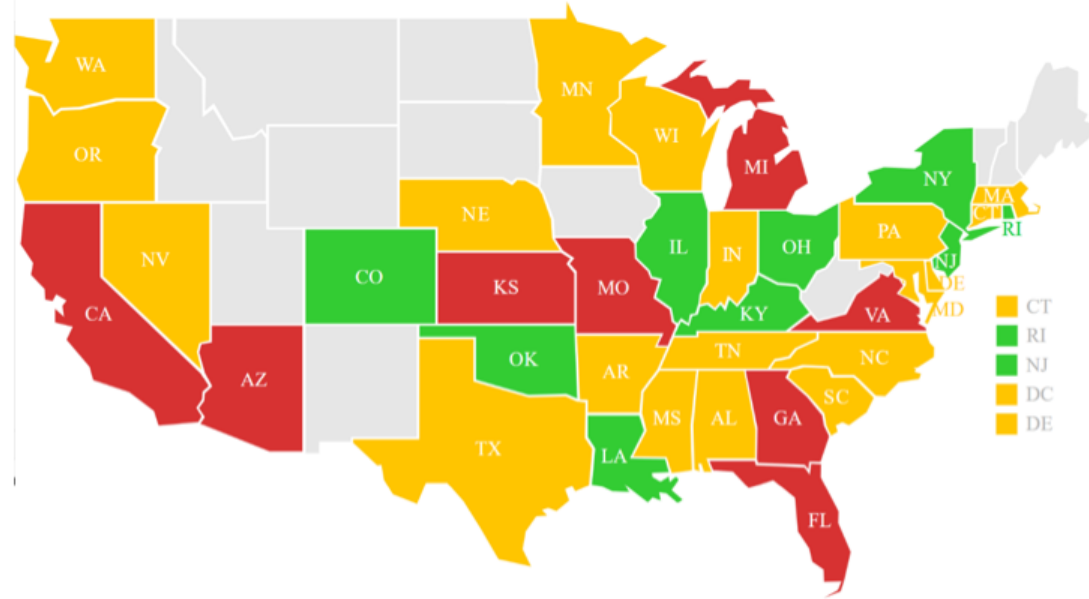 WA
MN
OR
WI
MI
NY
MA
NE
CT
RI
NV
PA
IL
IN
OH
NJ
CO
KS
MO
DE
CA
KY
VA
MD
CT
RI
TN
NC
OK
AR
NJ
AZ
SC
DC
MS
AL
GA
DE
TX
LA
FL